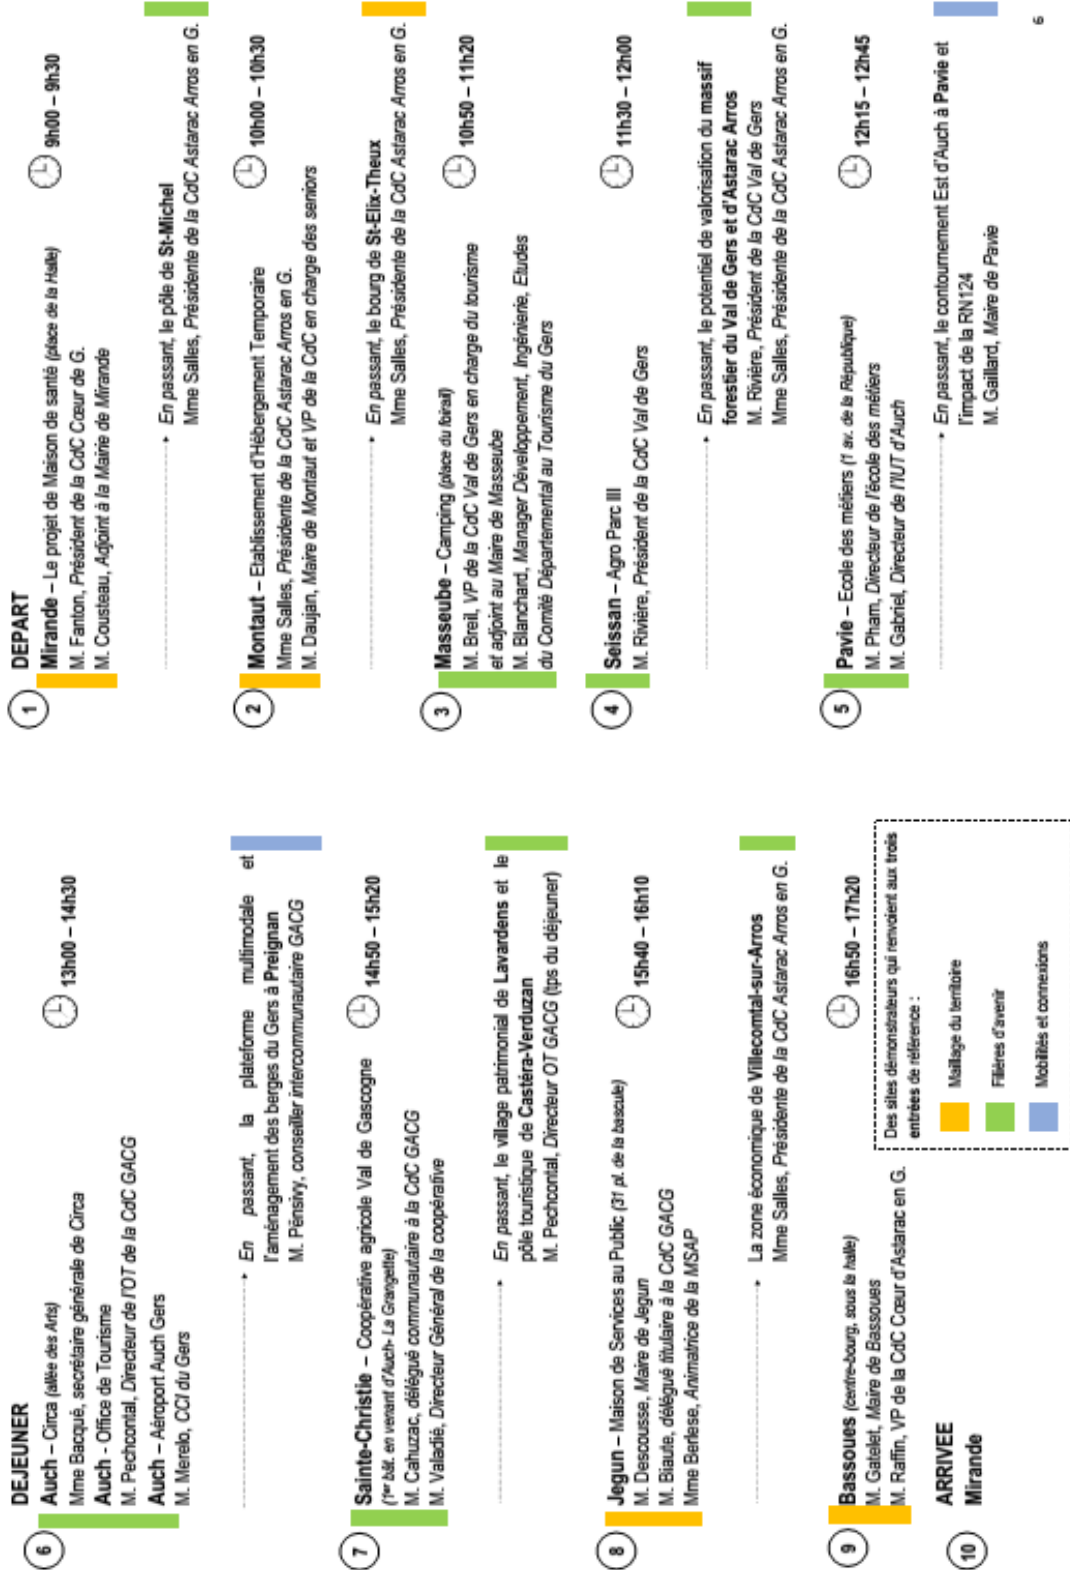 DEPART
1
Mirande – Le projet de Maison de santé (place de la Halle)
9h00 – 9h30
M. Fanton, Président de la CdC Cœur de G.
M. Cousteau, Adjoint à la Mairie de Mirande
En passant, le pôle de St-Michel
Mme Salles, Présidente de la CdC Astarac Arros en G.
2
Montaut – Etablissement d'Hébergement Temporaire
10h00 – 10h30
Mme Salles, Présidente de la CdC Astarac Arros en G.
M. Daujan, Maire de Montaut et VP de la CdC en charge des seniors
En passant, le bourg de St-Elix-Theux
Mme Salles, Présidente de la CdC Astarac Arros en G.
3
Masseube – Camping (place du foirail)
10h50 – 11h20
M. Breil, VP de la CdC Val de Gers en charge du tourisme
et adjoint au Maire de Masseube
M. Blanchard, Manager Développement, Ingénierie, Etudes
du Comité Départemental au Tourisme du Gers
4
Seissan – Agro Parc III
11h30 – 12h00
M. Rivière, Président de la CdC Val de Gers
En passant, le potentiel de valorisation du massif
forestier du Val de Gers et d'Astarac Arros
M. Rivière, Président de la CdC Val de Gers
Mme Salles, Présidente de la CdC Astarac Arros en G.
5
Pavie – Ecole des métiers (1 av. de la République)
12h15 – 12h45
M. Pham, Directeur de l'école des métiers
M. Gabriel, Directeur de l'IUT d'Auch
En passant, le contournement Est d'Auch à Pavie et
l'impact de la RN124
M. Gaillard, Maire de Pavie
6
DEJEUNER
6
Auch – Circa (allée des Arts)
13h00 – 14h30
Mme Bacqué, secrétaire générale de Circa
Auch - Office de Tourisme
M. Pechcontal, Directeur de l'OT de la CdC GACG
Auch – Aéroport Auch Gers
M. Merelo, CCI du Gers
En passant, la plateforme multimodale et
l'aménagement des berges du Gers à Preignan
M. Pénsivy, conseiller intercommunautaire GACG
7
Sainte-Christie – Coopérative agricole Val de Gascogne
14h50 – 15h20
(1er bât. en venant d'Auch- La Grangette)
M. Cahuzac, délégué communautaire à la CdC GACG
M. Valadié, Directeur Général de la coopérative
En passant, le village patrimonial de Lavardens et le
pôle touristique de Castéra-Verduzan
M. Pechcontal, Directeur OT GACG (tps du déjeuner)
8
Jegun – Maison de Services au Public (31 pl. de la bascule)
15h40 – 16h10
M. Descousse, Maire de Jegun
M. Biaute, délégué titulaire à la CdC GACG
Mme Berlese, Animatrice de la MSAP
La zone économique de Villecomtal-sur-Arros
Mme Salles, Présidente de la CdC Astarac Arros en G.
9
Bassoues (centre-bourg, sous la halle)
16h50 – 17h20
M. Gatelet, Maire de Bassoues
M. Raffin, VP de la CdC Cœur d'Astarac en G.
10
ARRIVEE
Mirande
Des sites démonstrateurs qui renvoient aux trois
entrées de référence :
Maillage du territoire
Filières d'avenir
Mobilités et connexions